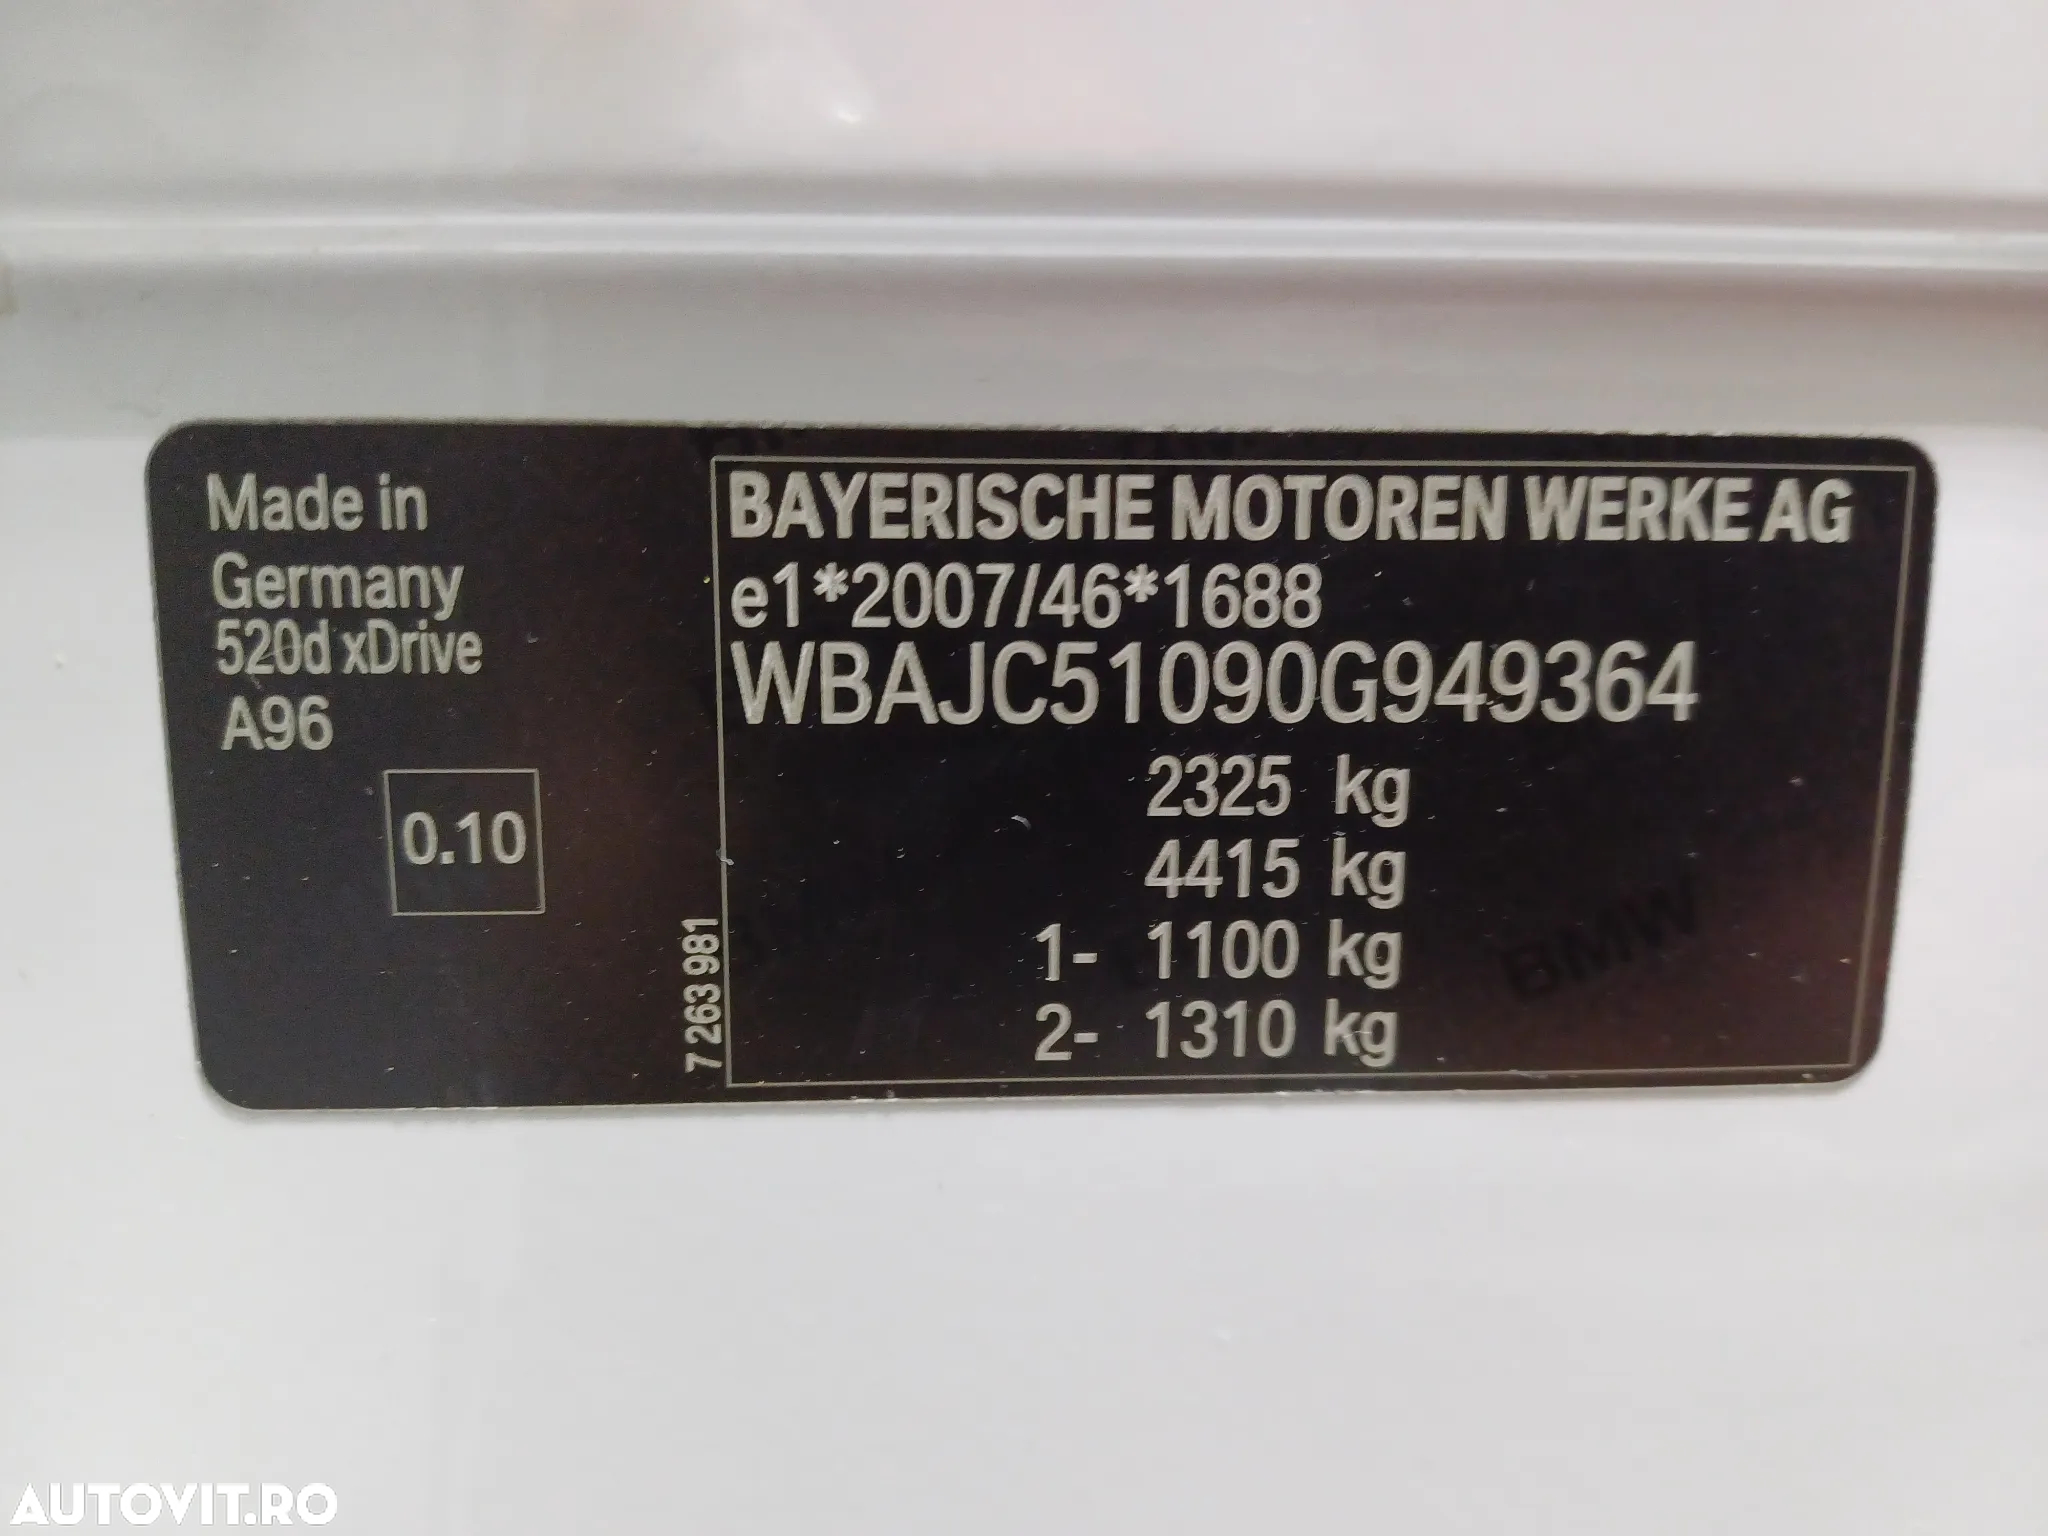 Made in
Germany
520d xDrive
A96
0.10
7 263 981
BAYERISCHE MOTOREN WERKE AG
e1*2007/46*1688
WBAJC51090G949364
2325 kg
4415 kg
1- 1100 kg
2- 1310 kg
BMW
AUTOVIT.RO